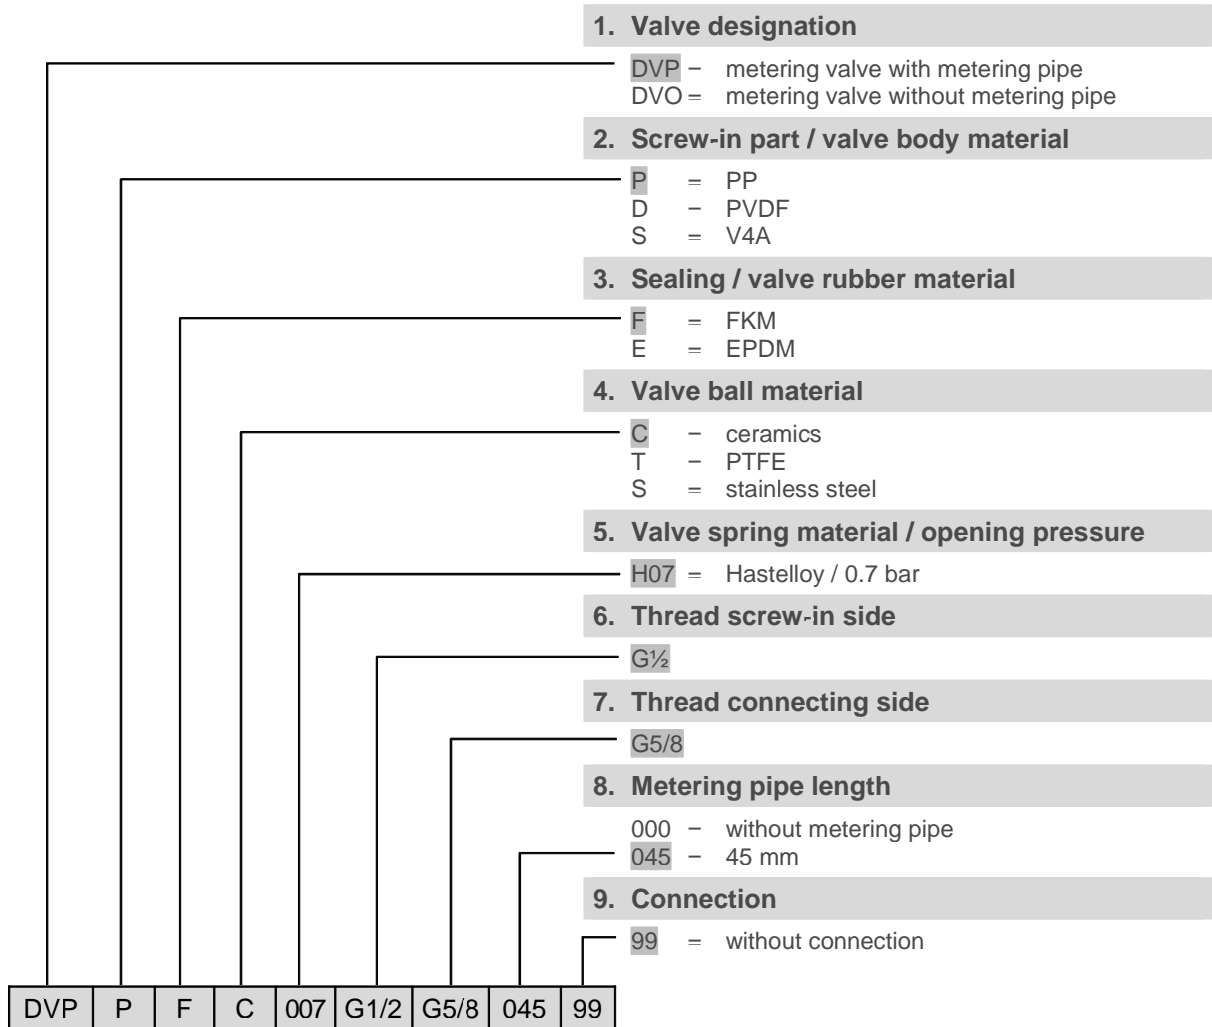 1. Valve designation
DVP – metering valve with metering pipe
DVO = metering valve without metering pipe
2. Screw-in part / valve body material
P = PP
D – PVDF
S = V4A
3. Sealing / valve rubber material
F = FKM
E = EPDM
4. Valve ball material
C – ceramics
T – PTFE
S = stainless steel
5. Valve spring material / opening pressure
H07 = Hastelloy / 0.7 bar
6. Thread screw-in side
G½
7. Thread connecting side
G5/8
8. Metering pipe length
000 – without metering pipe
045 – 45 mm
9. Connection
99 = without connection
DVP P F C 007 G1/2 G5/8 045 99